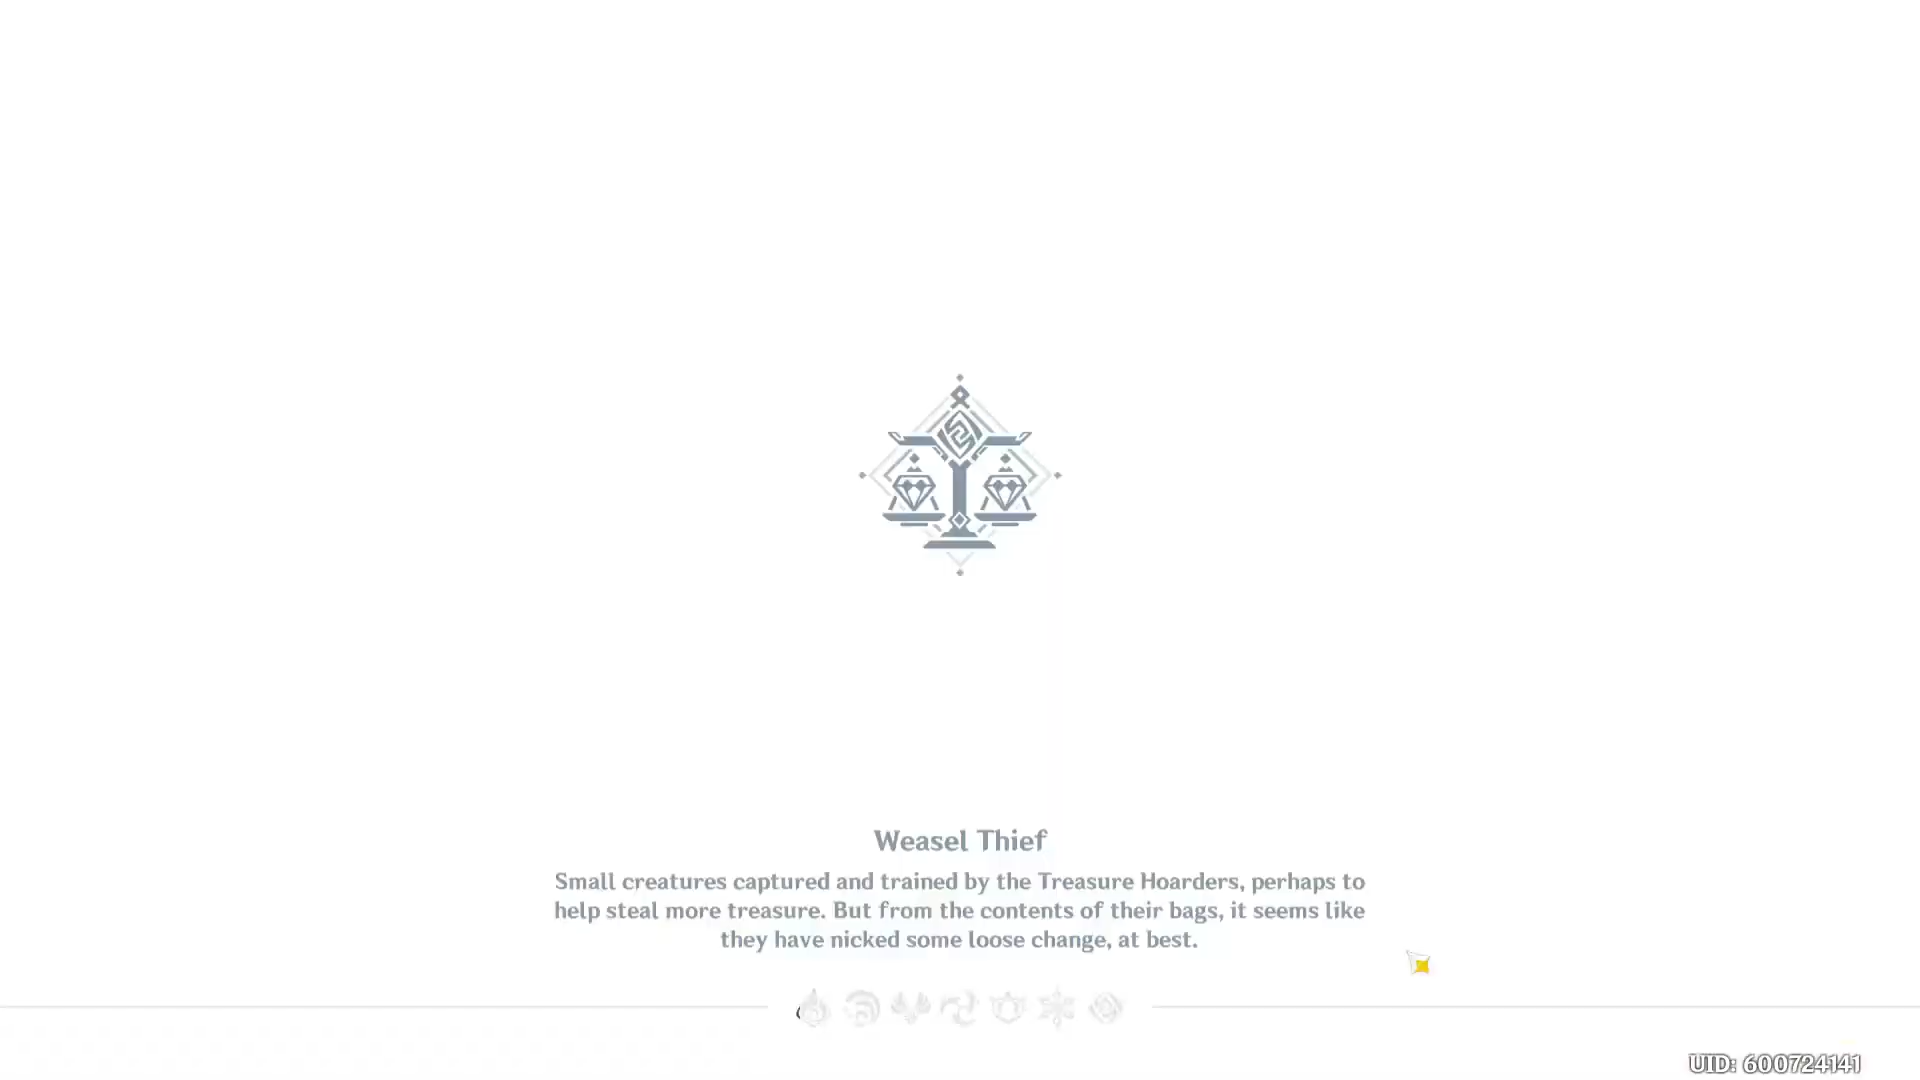 Weasel Thief
Small creatures captured and trained by the Treasure Hoarders, perhaps to
help steal more treasure. But from the contents of their bags, it seems like
they have nicked some loose change, at best.
UID: 600724141